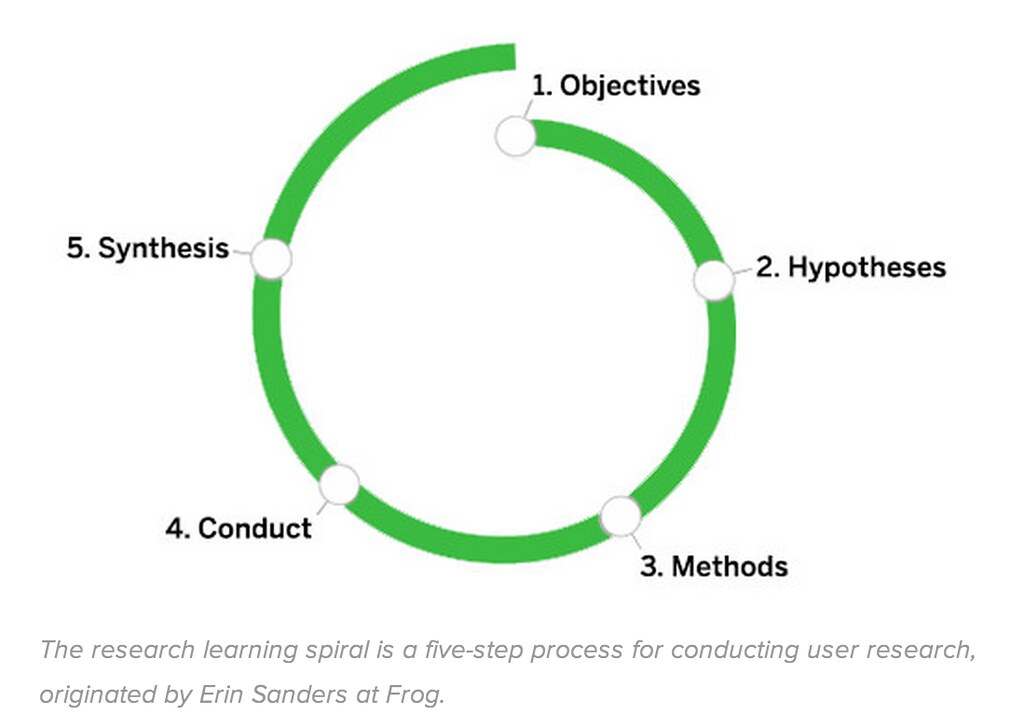 1. Objectives
2. Hypotheses
3. Methods
4. Conduct
5. Synthesis
The research learning spiral is a five-step process for conducting user research,
originated by Erin Sanders at Frog.